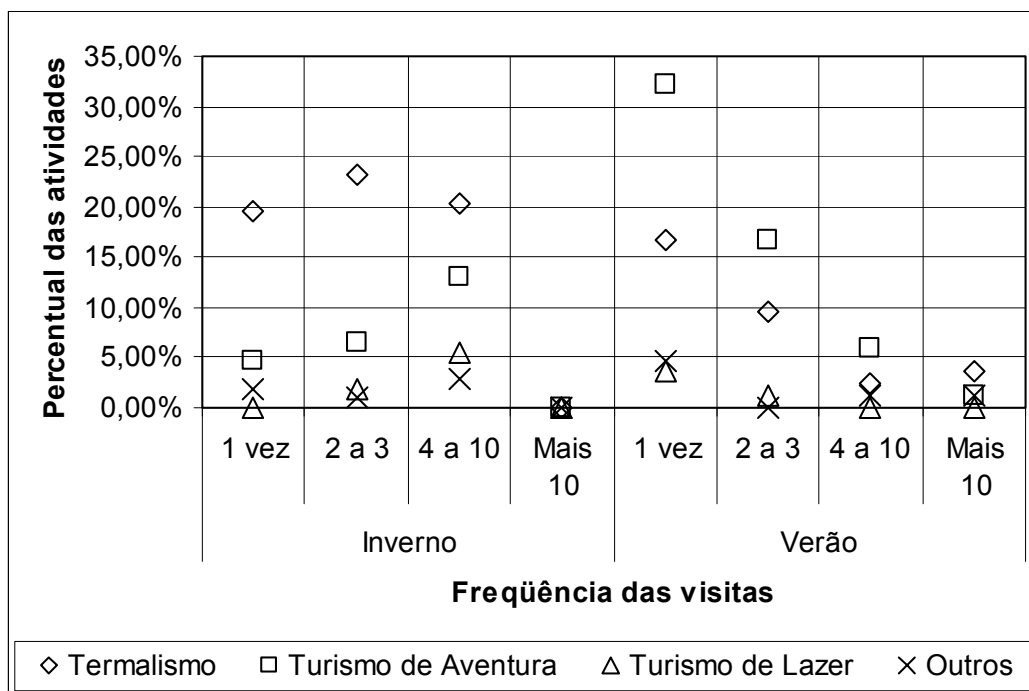 Percentual das atividades
35,00%
30,00%
25,00%
20,00%
15,00%
10,00%
5,00%
0,00%
1 vez
2 a 3
4 a 10
Mais
10
1 vez
2 a 3
4 a 10
Mais
10
Inverno
Verão
Freqüência das visitas
Termalismo
Turismo de Aventura
Turismo de Lazer
Outros